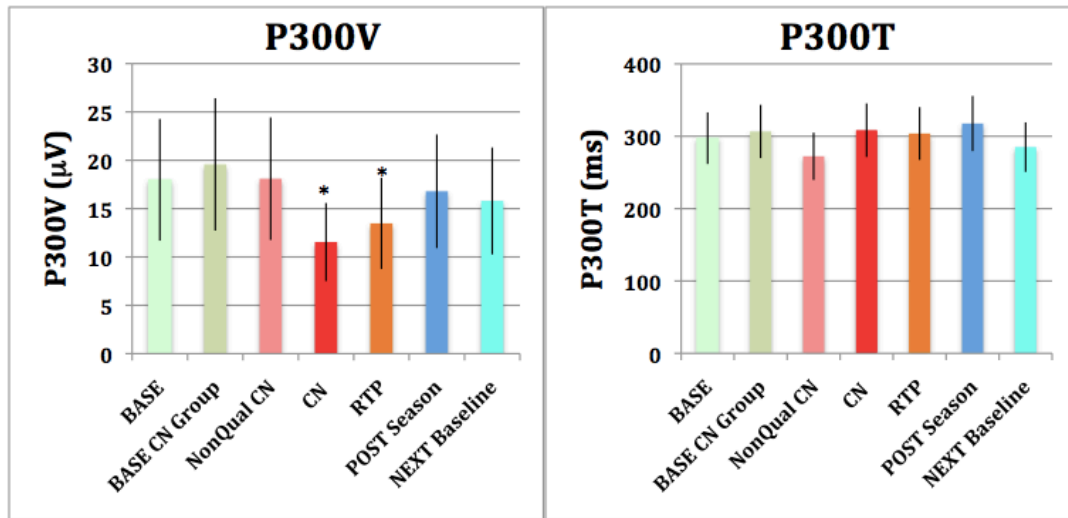 P300V
30
25
20
15
10
5
0
P300V (µV)
*
*
BASE
BASE CN Group
NonQual CN
CN
RTP
POST Season
NEXT Baseline
P300T
400
300
200
100
0
P300T (ms)
BASE
BASE CN Group
NonQual CN
CN
RTP
POST Season
NEXT Baseline